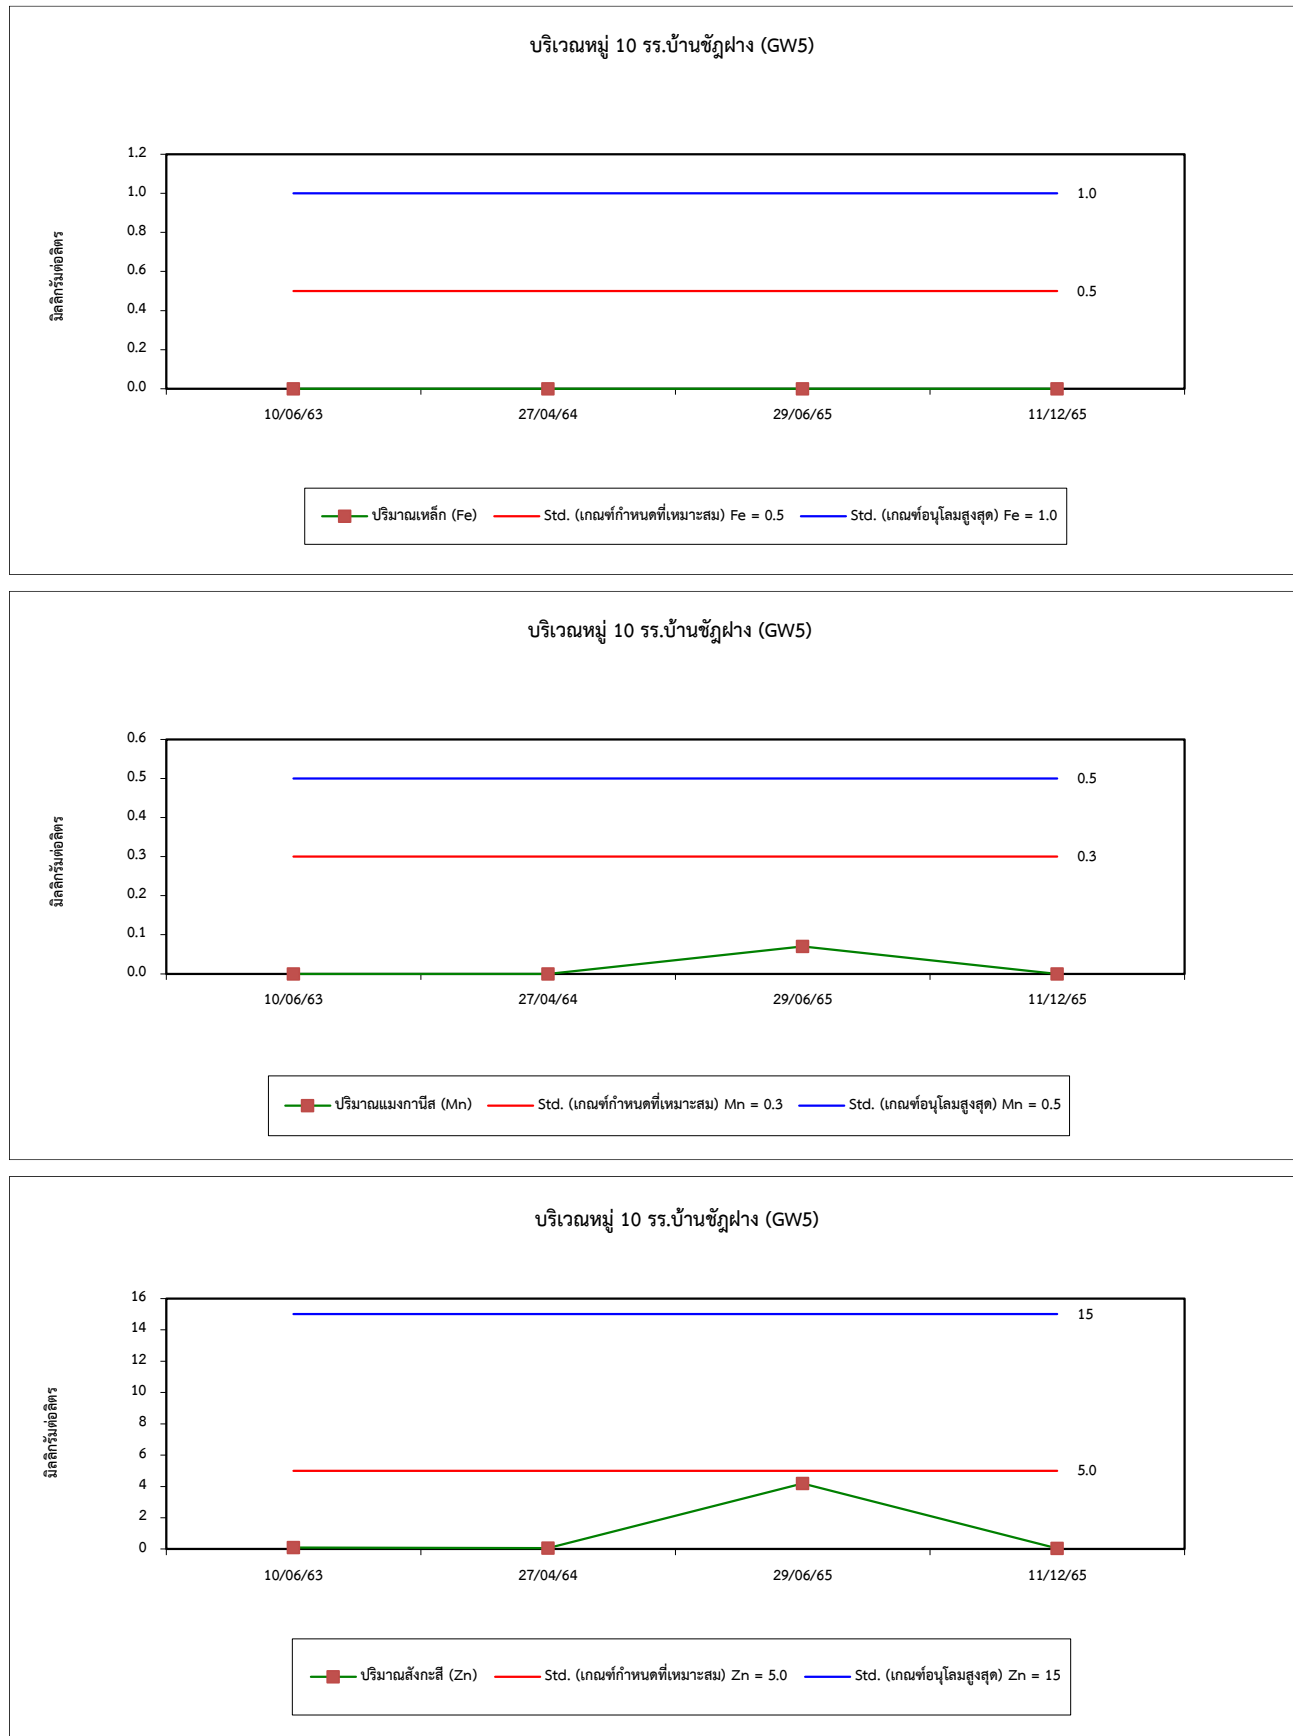 บริเวณหมู่ 10 รร.บ้านชัฎฝาง (GW5)
มิลลิกรัมต่อลิตร
1.2
1.0
0.8
0.6
0.4
0.2
0.0
1.0
0.5
10/06/63 27/04/64 29/06/65 11/12/65
ปริมาณเหล็ก (Fe) Std. (เกณฑ์กำหนดที่เหมาะสม) Fe = 0.5 Std. (เกณฑ์อนุโลมสูงสุด) Fe = 1.0
บริเวณหมู่ 10 รร.บ้านชัฎฝาง (GW5)
มิลลิกรัมต่อลิตร
0.6
0.5
0.4
0.3
0.2
0.1
0.0
0.5
0.3
10/06/63 27/04/64 29/06/65 11/12/65
ปริมาณแมงกานีส (Mn) Std. (เกณฑ์กำหนดที่เหมาะสม) Mn = 0.3 Std. (เกณฑ์อนุโลมสูงสุด) Mn = 0.5
บริเวณหมู่ 10 รร.บ้านชัฎฝาง (GW5)
มิลลิกรัมต่อลิตร
16
14
12
10
8
6
4
2
0
15
5.0
10/06/63 27/04/64 29/06/65 11/12/65
ปริมาณสังกะสี (Zn) Std. (เกณฑ์กำหนดที่เหมาะสม) Zn = 5.0 Std. (เกณฑ์อนุโลมสูงสุด) Zn = 15